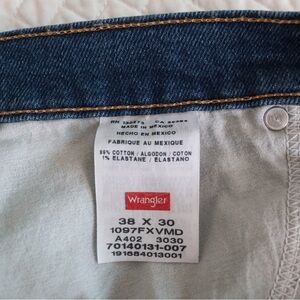 MADE IN MEXICO
HECHO EN MEXICO
FABRIQUE AU MEXIQUE
99% COTTON / ALGODON / COTON
1% ELASTANE / ELASTANO
Wrangler
38 X 30
1097FXVMD
A402 3030
70140131-007
191684013001